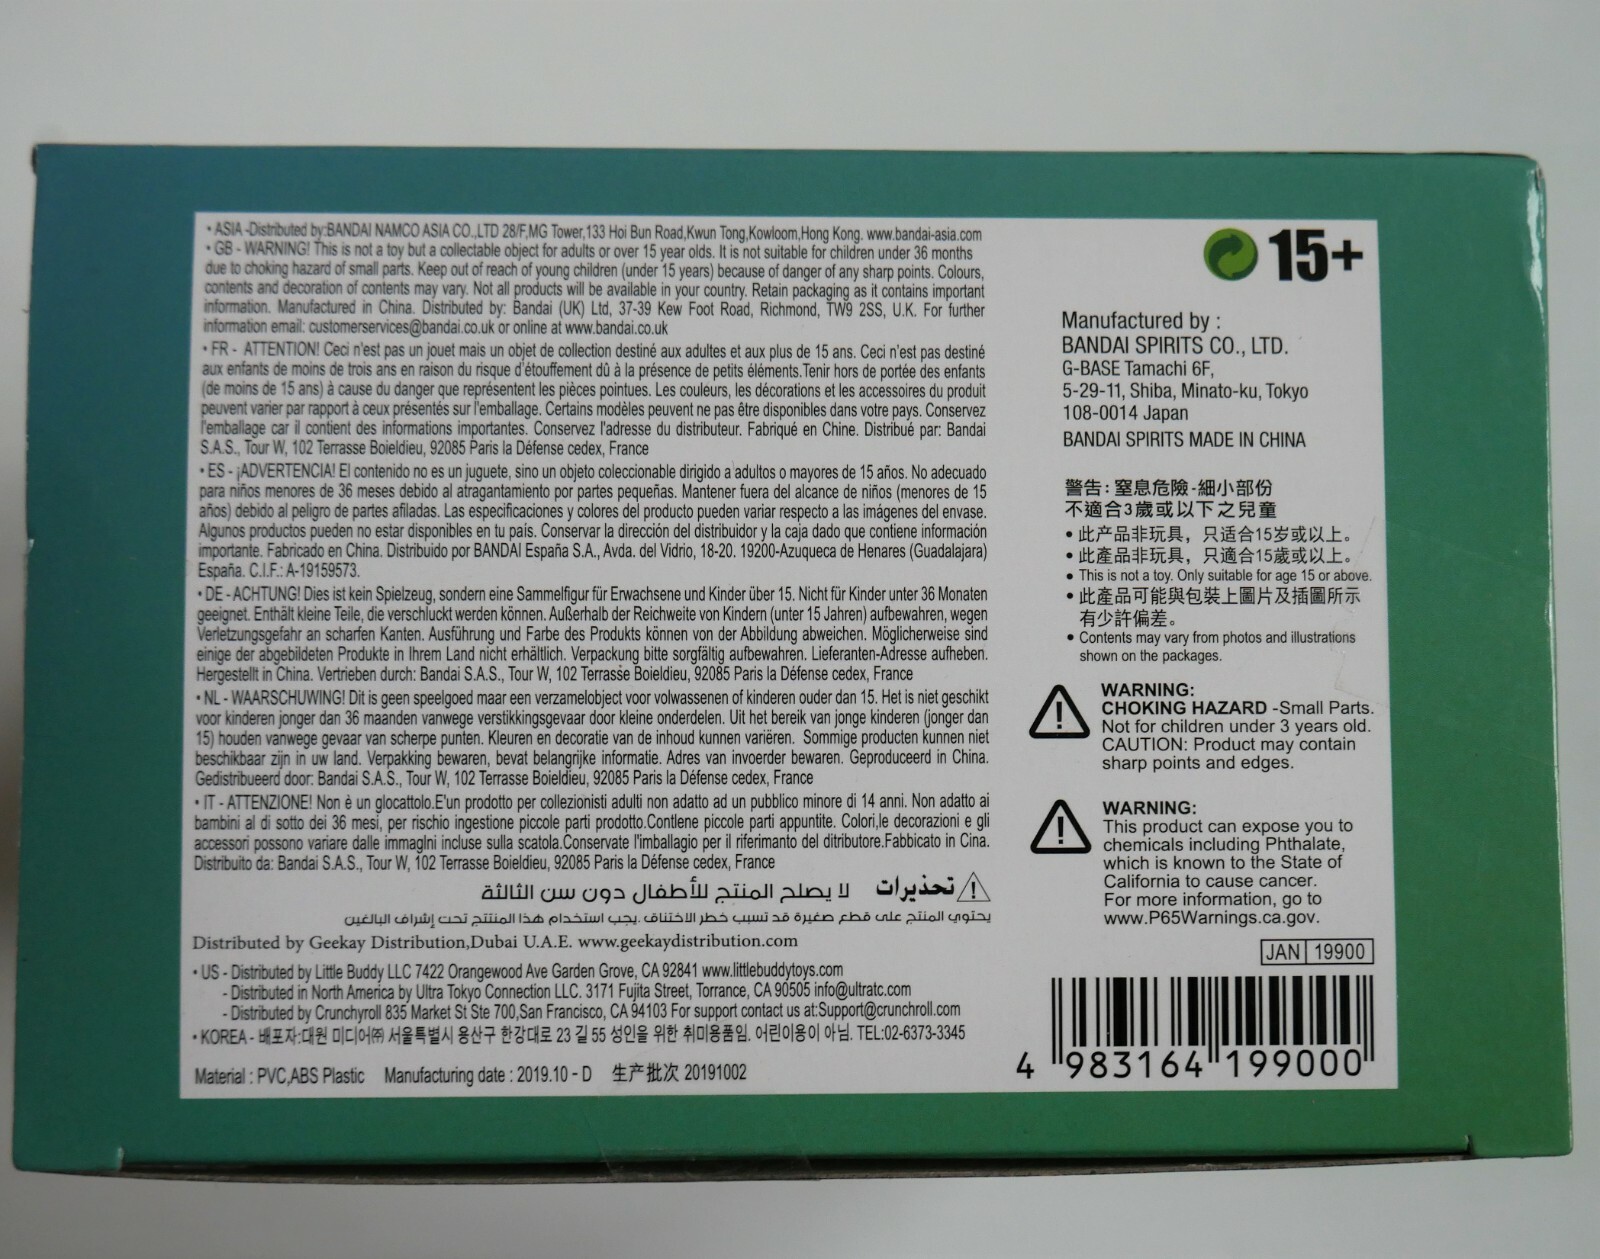 • ASIA -Distributed by:BANDAI NAMCO ASIA CO.,LTD 28/F,MG Tower,133 Hoi Bun Road,Kwun Tong,Kowloom,Hong Kong. www.bandai-asia.com
• GB - WARNING! This is not a toy but a collectable object for adults or over 15 year olds. It is not suitable for children under 36 months
due to choking hazard of small parts. Keep out of reach of young children (under 15 years) because of danger of any sharp points. Colours,
contents and decoration of contents may vary. Not all products will be available in your country. Retain packaging as it contains important
information. Manufactured in China. Distributed by: Bandai (UK) Ltd, 37-39 Kew Foot Road, Richmond, TW9 2SS, U.K. For further
information email: customerservices@bandai.co.uk or online at www.bandai.co.uk
• FR - ATTENTION! Ceci n'est pas un jouet mais un objet de collection destiné aux adultes et aux plus de 15 ans. Ceci n'est pas destiné
aux enfants de moins de trois ans en raison du risque d'étouffement dû à la présence de petits éléments.Tenir hors de portée des enfants
(de moins de 15 ans) à cause du danger que représentent les pièces pointues. Les couleurs, les décorations et les accessoires du produit
peuvent varier par rapport à ceux présentés sur l'emballage. Certains modèles peuvent ne pas être disponibles dans votre pays. Conservez
l'emballage car il contient des informations importantes. Conservez l'adresse du distributeur. Fabriqué en Chine. Distribué par: Bandai
S.A.S., Tour W, 102 Terrasse Boieldieu, 92085 Paris la Défense cedex, France
• ES - ¡ADVERTENCIA! El contenido no es un juguete, sino un objeto coleccionable dirigido a adultos o mayores de 15 años. No adecuado
para niños menores de 36 meses debido al atragantamiento por partes pequeñas. Mantener fuera del alcance de niños (menores de 15
años) debido al peligro de partes afiladas. Las especificaciones y colores del producto pueden variar respecto a las imágenes del envase.
Algunos productos pueden no estar disponibles en tu país. Conservar la dirección del distribuidor y la caja dado que contiene información
importante. Fabricado en China. Distribuido por BANDAI España S.A., Avda. del Vidrio, 18-20. 19200-Azuqueca de Henares (Guadalajara)
España. C.I.F.: A-19159573.
• DE - ACHTUNG! Dies ist kein Spielzeug, sondern eine Sammelfigur für Erwachsene und Kinder über 15. Nicht für Kinder unter 36 Monaten
geeignet. Enthält kleine Teile, die verschluckt werden können. Außerhalb der Reichweite von Kindern (unter 15 Jahren) aufbewahren, wegen
Verletzungsgefahr an scharfen Kanten. Ausführung und Farbe des Produkts können von der Abbildung abweichen. Möglicherweise sind
einige der abgebildeten Produkte in Ihrem Land nicht erhältlich. Verpackung bitte sorgfältig aufbewahren. Lieferanten-Adresse aufheben.
Hergestellt in China. Vertrieben durch: Bandai S.A.S., Tour W, 102 Terrasse Boieldieu, 92085 Paris la Défense cedex, France
• NL - WAARSCHUWING! Dit is geen speelgoed maar een verzamelobject voor volwassenen of kinderen ouder dan 15. Het is niet geschikt
voor kinderen jonger dan 36 maanden vanwege verstikkingsgevaar door kleine onderdelen. Uit het bereik van jonge kinderen (jonger dan
15) houden vanwege gevaar van scherpe punten. Kleuren en decoratie van de inhoud kunnen variëren. Sommige producten kunnen niet
beschikbaar zijn in uw land. Verpakking bewaren, bevat belangrijke informatie. Adres van invoerder bewaren. Geproduceerd in China.
Gedistribueerd door: Bandai S.A.S., Tour W, 102 Terrasse Boieldieu, 92085 Paris la Défense cedex, France
• IT - ATTENZIONE! Non è un glocattolo.E'un prodotto per collezionisti adulti non adatto ad un pubblico minore di 14 anni. Non adatto ai
bambini al di sotto dei 36 mesi, per rischio ingestione piccole parti prodotto.Contlene piccole parti appuntite. Colori,le decorazioni e gli
accessori possono variare dalle immagIni incluse sulla scatola.Conservate l'imballagio per il riferimanto del ditributore.Fabbicato in Cina.
Distribuito da: Bandai S.A.S., Tour W, 102 Terrasse Boieldieu, 92085 Paris la Défense cedex, France
تحذيرات لا يصلح المنتج للأطفال دون سن الثالثة
يحتوي المنتج على قطع صغيرة قد تسبب خطر الاختناق. يجب استخدام هذا المنتج تحت إشراف البالغين
Distributed by Geekay Distribution,Dubai U.A.E. www.geekaydistribution.com
• US - Distributed by Little Buddy LLC 7422 Orangewood Ave Garden Grove, CA 92841 www.littlebuddytoys.com
- Distributed in North America by Ultra Tokyo Connection LLC. 3171 Fujita Street, Torrance, CA 90505 info@ultratc.com
- Distributed by Crunchyroll 835 Market St Ste 700,San Francisco, CA 94103 For support contact us at:Support@crunchroll.com
• KOREA - 배포자:대원 미디어㈜ 서울특별시 용산구 한강대로 23 길 55 성인을 위한 취미용품임. 어린이용이 아님. TEL:02-6373-3345
Material : PVC,ABS Plastic Manufacturing date : 2019.10 - D 生产批次 20191002
15+
Manufactured by :
BANDAI SPIRITS CO., LTD.
G-BASE Tamachi 6F,
5-29-11, Shiba, Minato-ku, Tokyo
108-0014 Japan
BANDAI SPIRITS MADE IN CHINA
警告: 窒息危險-細小部份
不適合3歲或以下之兒童
• 此产品非玩具，只适合15岁或以上。
• 此產品非玩具，只適合15歲或以上。
• This is not a toy. Only suitable for age 15 or above.
• 此產品可能與包裝上圖片及插圖所示
有少許偏差。
• Contents may vary from photos and illustrations
shown on the packages.
WARNING:
CHOKING HAZARD -Small Parts.
Not for children under 3 years old.
CAUTION: Product may contain
sharp points and edges.
WARNING:
This product can expose you to
chemicals including Phthalate,
which is known to the State of
California to cause cancer.
For more information, go to
www.P65Warnings.ca.gov.
JAN 19900
4 983164 199000